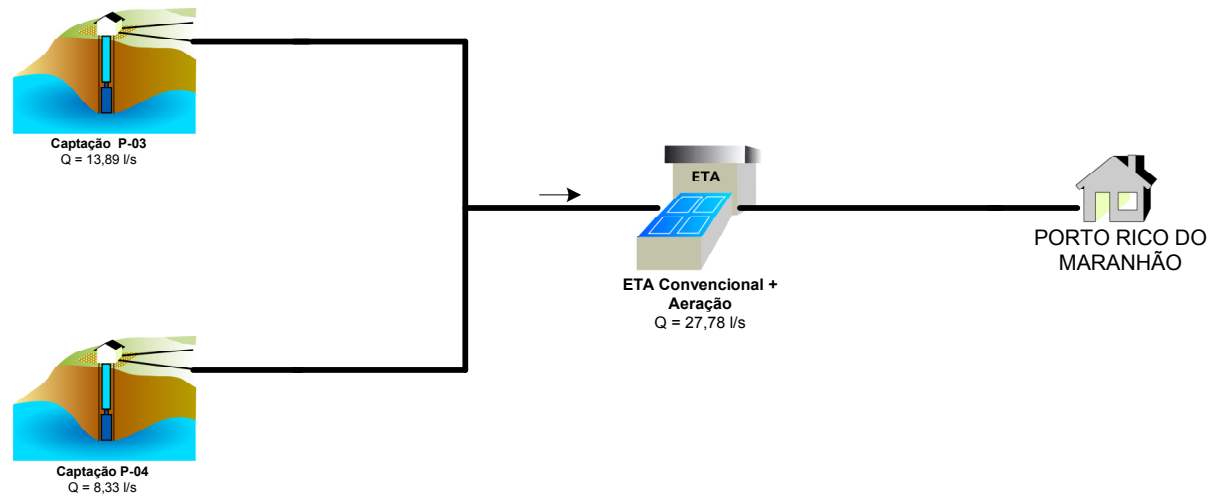 Captação P-03
Q = 13,89 l/s
ETA
ETA Convencional +
Aeração
Q = 27,78 l/s
PORTO RICO DO
MARANHÃO
Captação P-04
Q = 8,33 l/s